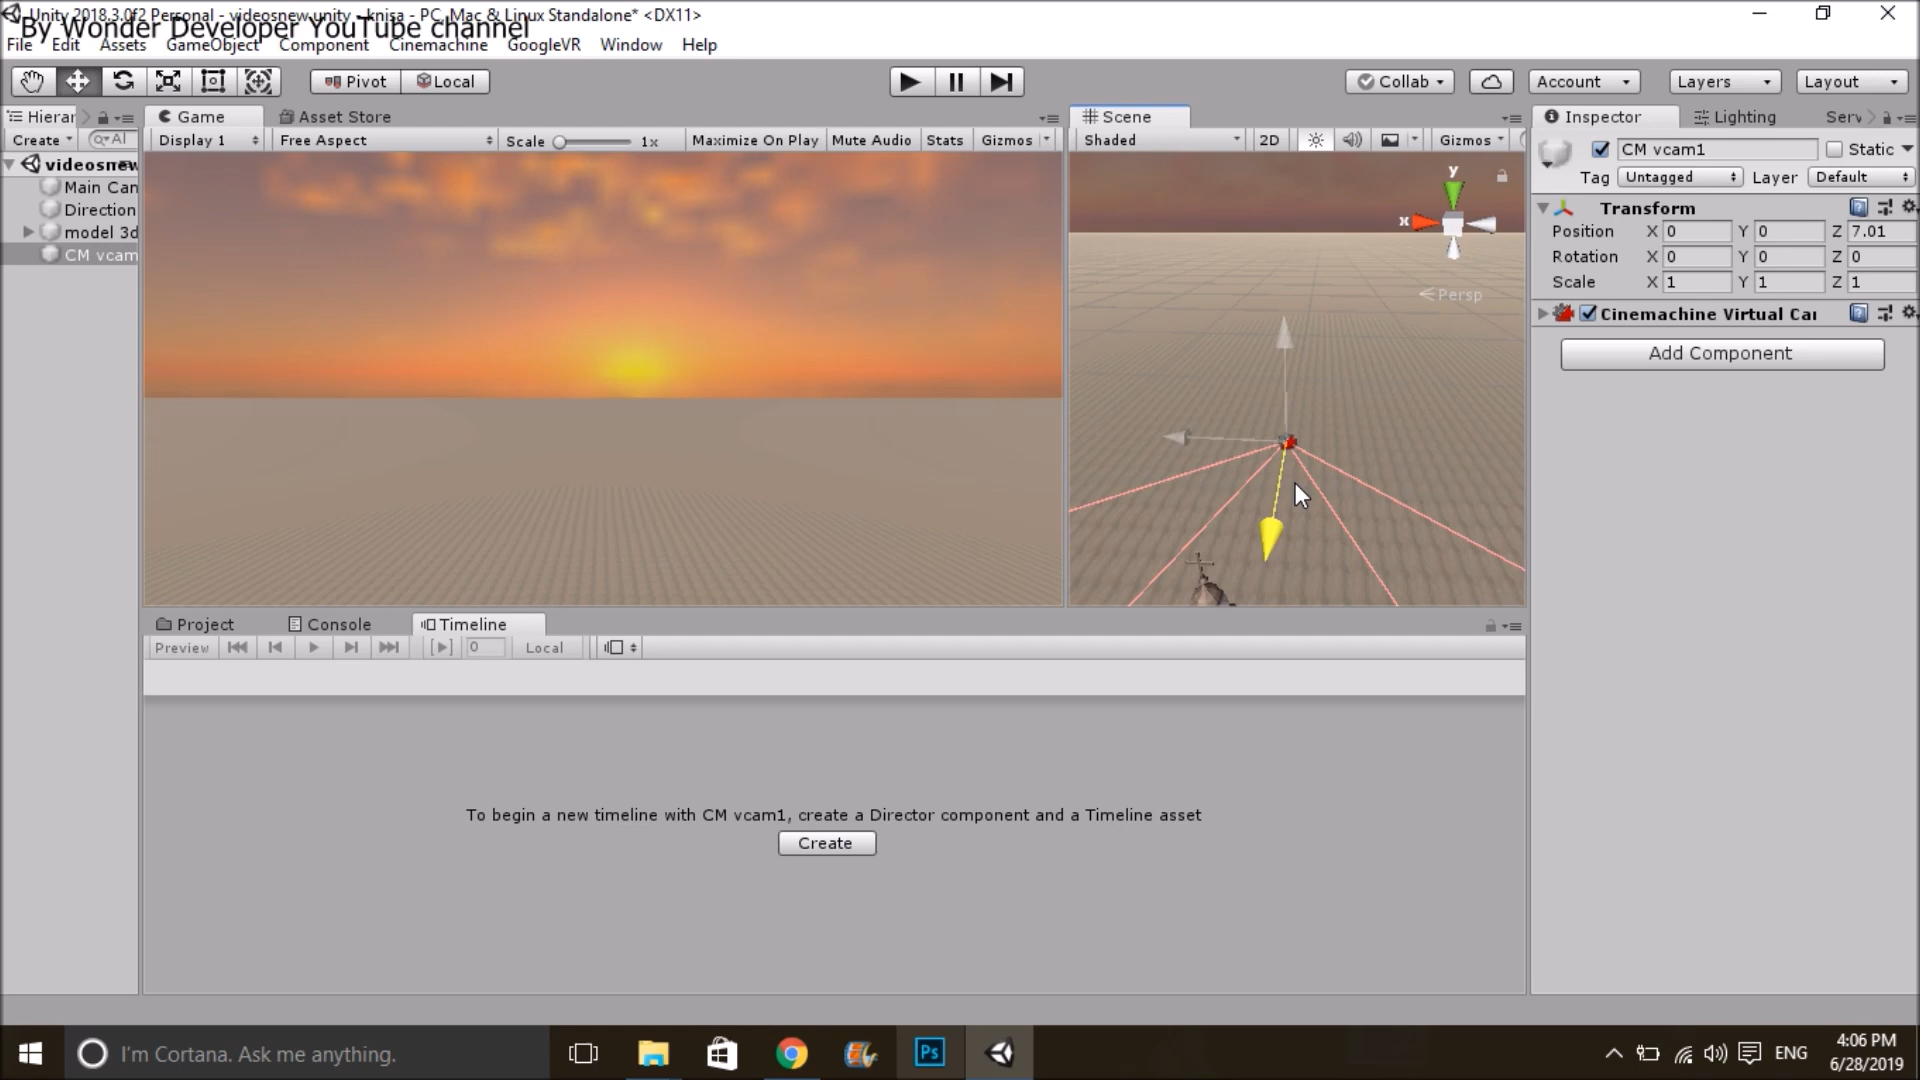 Unity 2018.3.0f2 Personal - videosnew.unity - knisa - PC, Mac & Linux Standalone* <DX11>
By Wonder Developer YouTube channel
File Edit Assets GameObject Component Cinemachine GoogleVR Window Help
Pivot Local Collab Account Layers Layout
Hierar Game Asset Store Scene Inspector Lighting Serv
Create Al Display 1 Free Aspect Scale 1x Maximize On Play Mute Audio Stats Gizmos Shaded 2D Gizmos CM vcam1 Static
videosnew
Tag Untagged Layer Default
Main Can
Direction
model 3d
CM vcam
y
x
Persp
Transform
Position X 0 Y 0 Z 7.01
Rotation X 0 Y 0 Z 0
Scale X 1 Y 1 Z 1
Cinemachine Virtual Cai
Add Component
Project Console Timeline
Preview 0 Local
To begin a new timeline with CM vcam1, create a Director component and a Timeline asset
Create
I'm Cortana. Ask me anything.
Ps
ENG
4:06 PM
6/28/2019